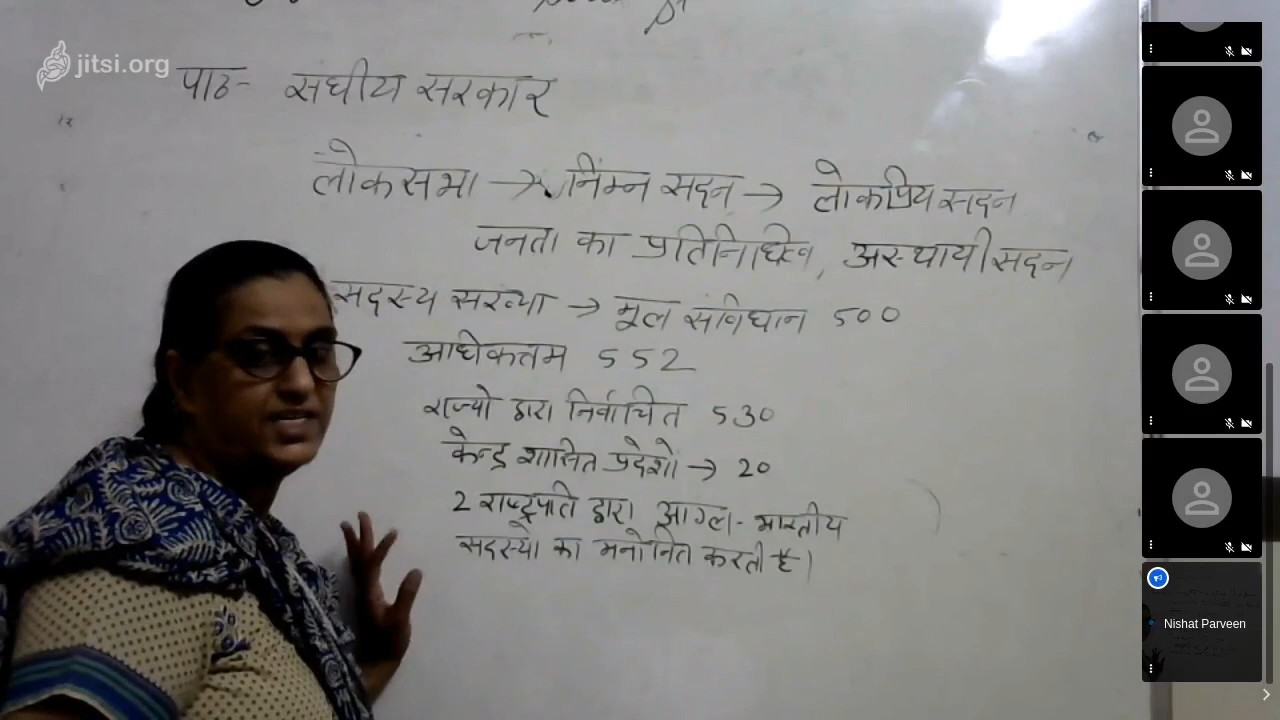 jitsi.org
पाठ- संघीय सरकार
लोकसभा → निम्न सदन → लोकप्रिय सदन
जनता का प्रतिनिधित्व, अस्थायी सदन
सदस्य संख्या → मूल संविधान 500
अधिकतम 552
राज्यो द्वारा निर्वाचित 530
केन्द्र शासित प्रदेशो → 20
2 राष्ट्रपति द्वारा आंग्ल- भारतीय
सदस्यो का मनोनित करती है।
Nishat Parveen